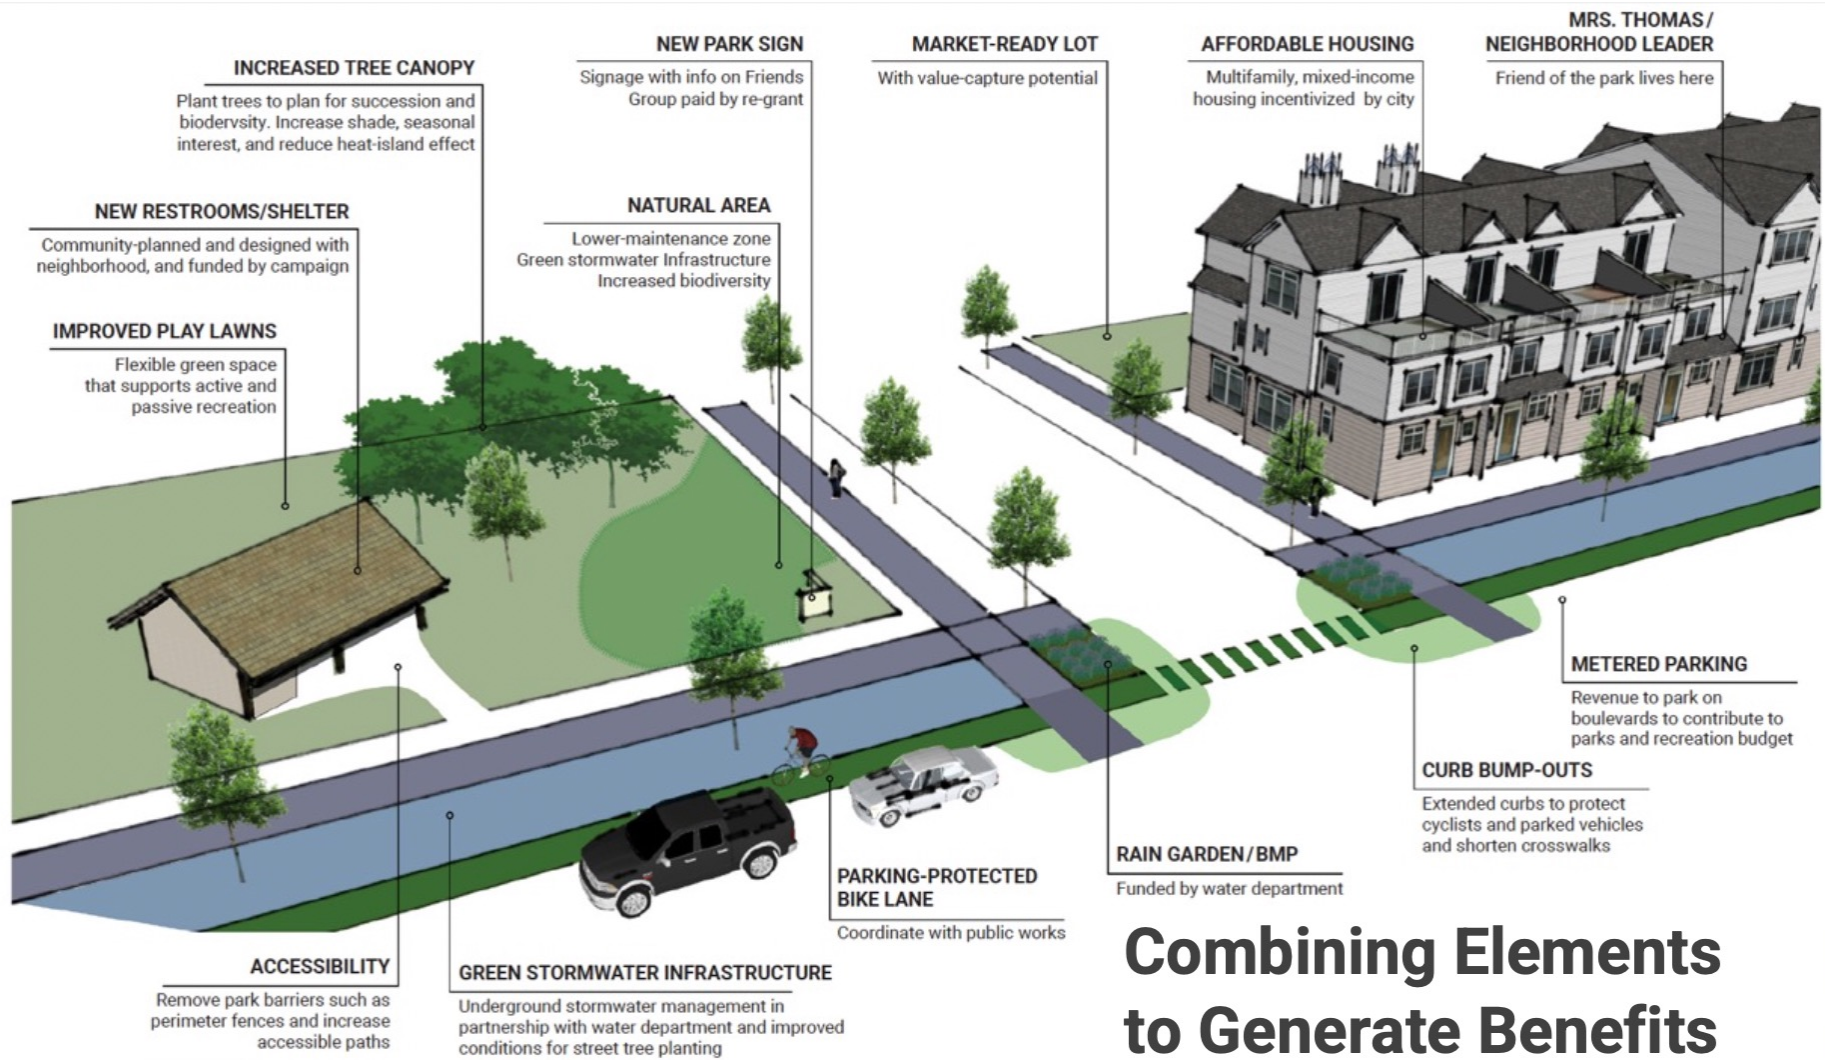 INCREASED TREE CANOPY
Plant trees to plan for succession and
biodervsity. Increase shade, seasonal
interest, and reduce heat-island effect
NEW PARK SIGN
Signage with info on Friends
Group paid by re-grant
MARKET-READY LOT
With value-capture potential
AFFORDABLE HOUSING
Multifamily, mixed-income
housing incentivized by city
MRS. THOMAS/
NEIGHBORHOOD LEADER
Friend of the park lives here
NEW RESTROOMS/SHELTER
Community-planned and designed with
neighborhood, and funded by campaign
NATURAL AREA
Lower-maintenance zone
Green stormwater Infrastructure
Increased biodiversity
IMPROVED PLAY LAWNS
Flexible green space
that supports active and
passive recreation
METERED PARKING
Revenue to park on
boulevards to contribute to
parks and recreation budget
CURB BUMP-OUTS
Extended curbs to protect
cyclists and parked vehicles
and shorten crosswalks
RAIN GARDEN/BMP
Funded by water department
PARKING-PROTECTED
BIKE LANE
Coordinate with public works
ACCESSIBILITY
Remove park barriers such as
perimeter fences and increase
accessible paths
GREEN STORMWATER INFRASTRUCTURE
Underground stormwater management in
partnership with water department and improved
conditions for street tree planting
Combining Elements
to Generate Benefits